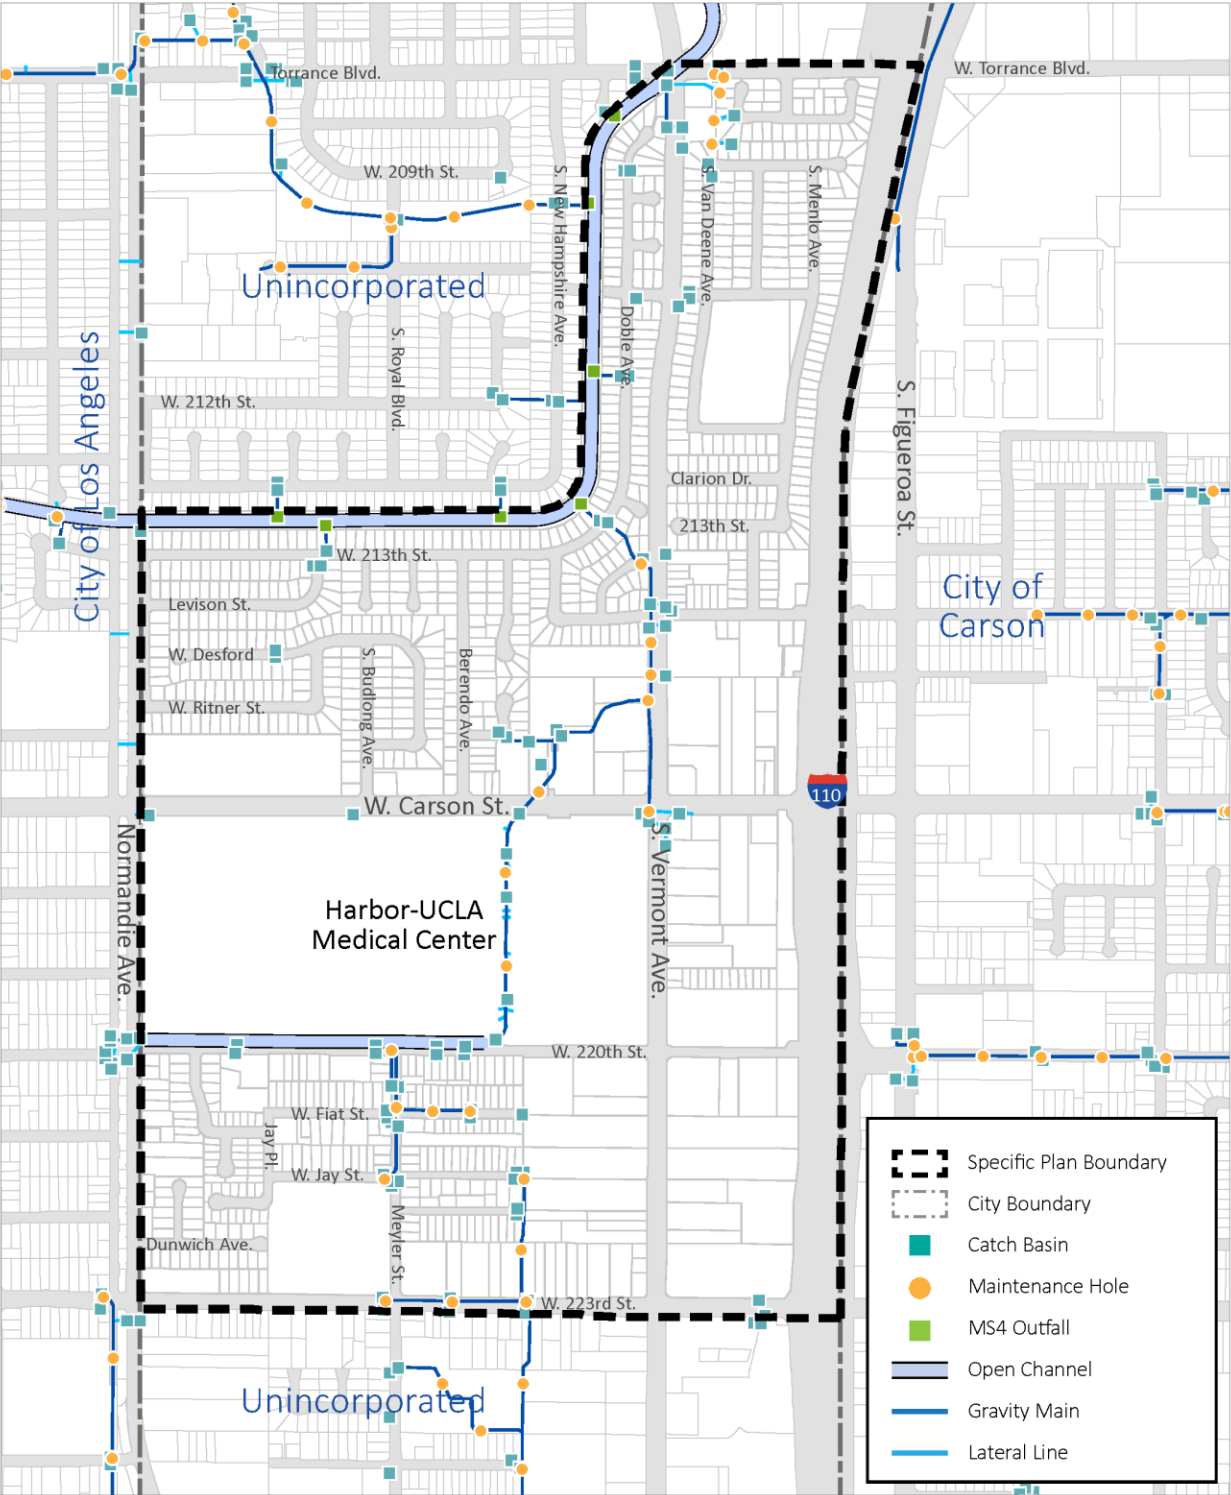 Torrance Blvd.
W. Torrance Blvd.
W. 209th St.
S. New Hampshire Ave.
S. Van Deene Ave.
S. Menlo Ave.
Unincorporated
Doble Ave.
S. Royal Blvd.
City of Los Angeles
W. 212th St.
S. Figueroa St.
Clarion Dr.
213th St.
W. 213th St.
City of
Carson
Levison St.
W. Desford
S. Budlong Ave.
Berendo Ave.
W. Ritner St.
110
W. Carson St.
Normandie Ave.
S. Vermont Ave.
Harbor-UCLA
Medical Center
W. 220th St.
W. Fiat St.
Jay Pl.
W. Jay St.
Meyler St.
Dunwich Ave.
W. 223rd St.
Unincorporated
Specific Plan Boundary
City Boundary
Catch Basin
Maintenance Hole
MS4 Outfall
Open Channel
Gravity Main
Lateral Line